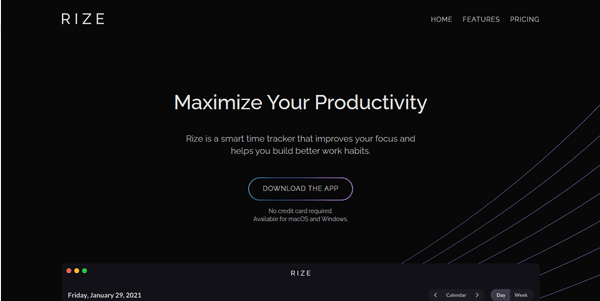 RIZE
HOME FEATURES PRICING
Maximize Your Productivity
Rize is a smart time tracker that improves your focus and
helps you build better work habits.
DOWNLOAD THE APP
No credit card required.
Available for macOS and Windows.
RIZE
Friday, January 29, 2021
Calendar
Day Week